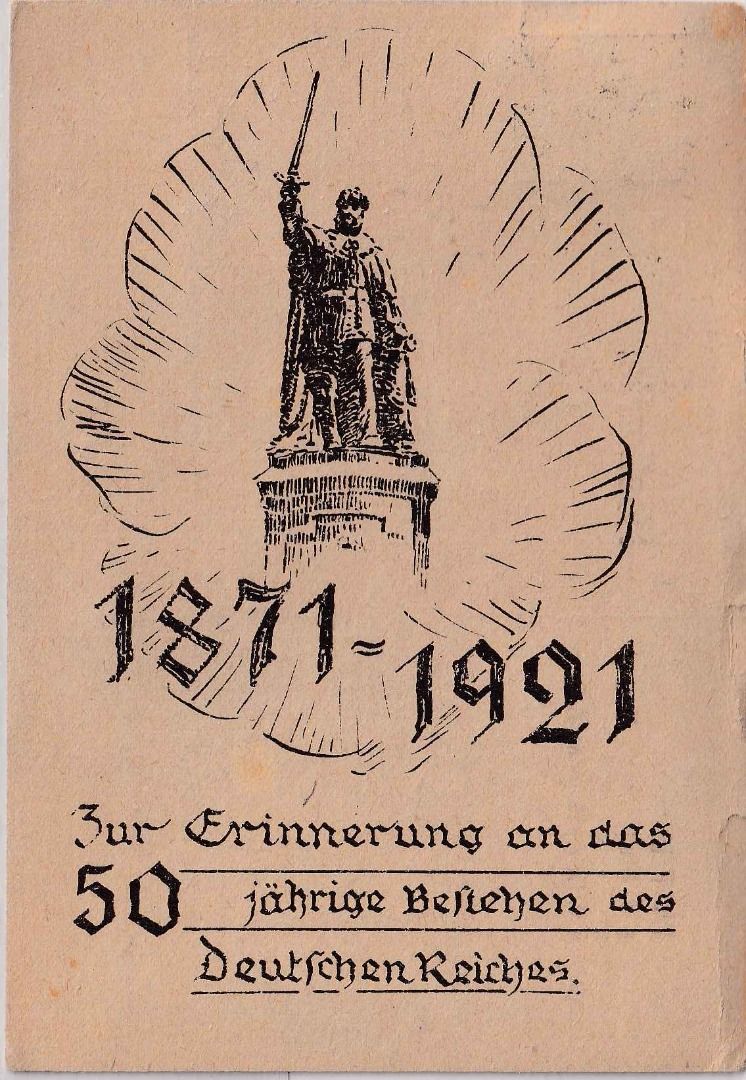 1871-1921
Zur Erinnerung an das
50 jährige Beſtehen des
Deutſchen Reiches.